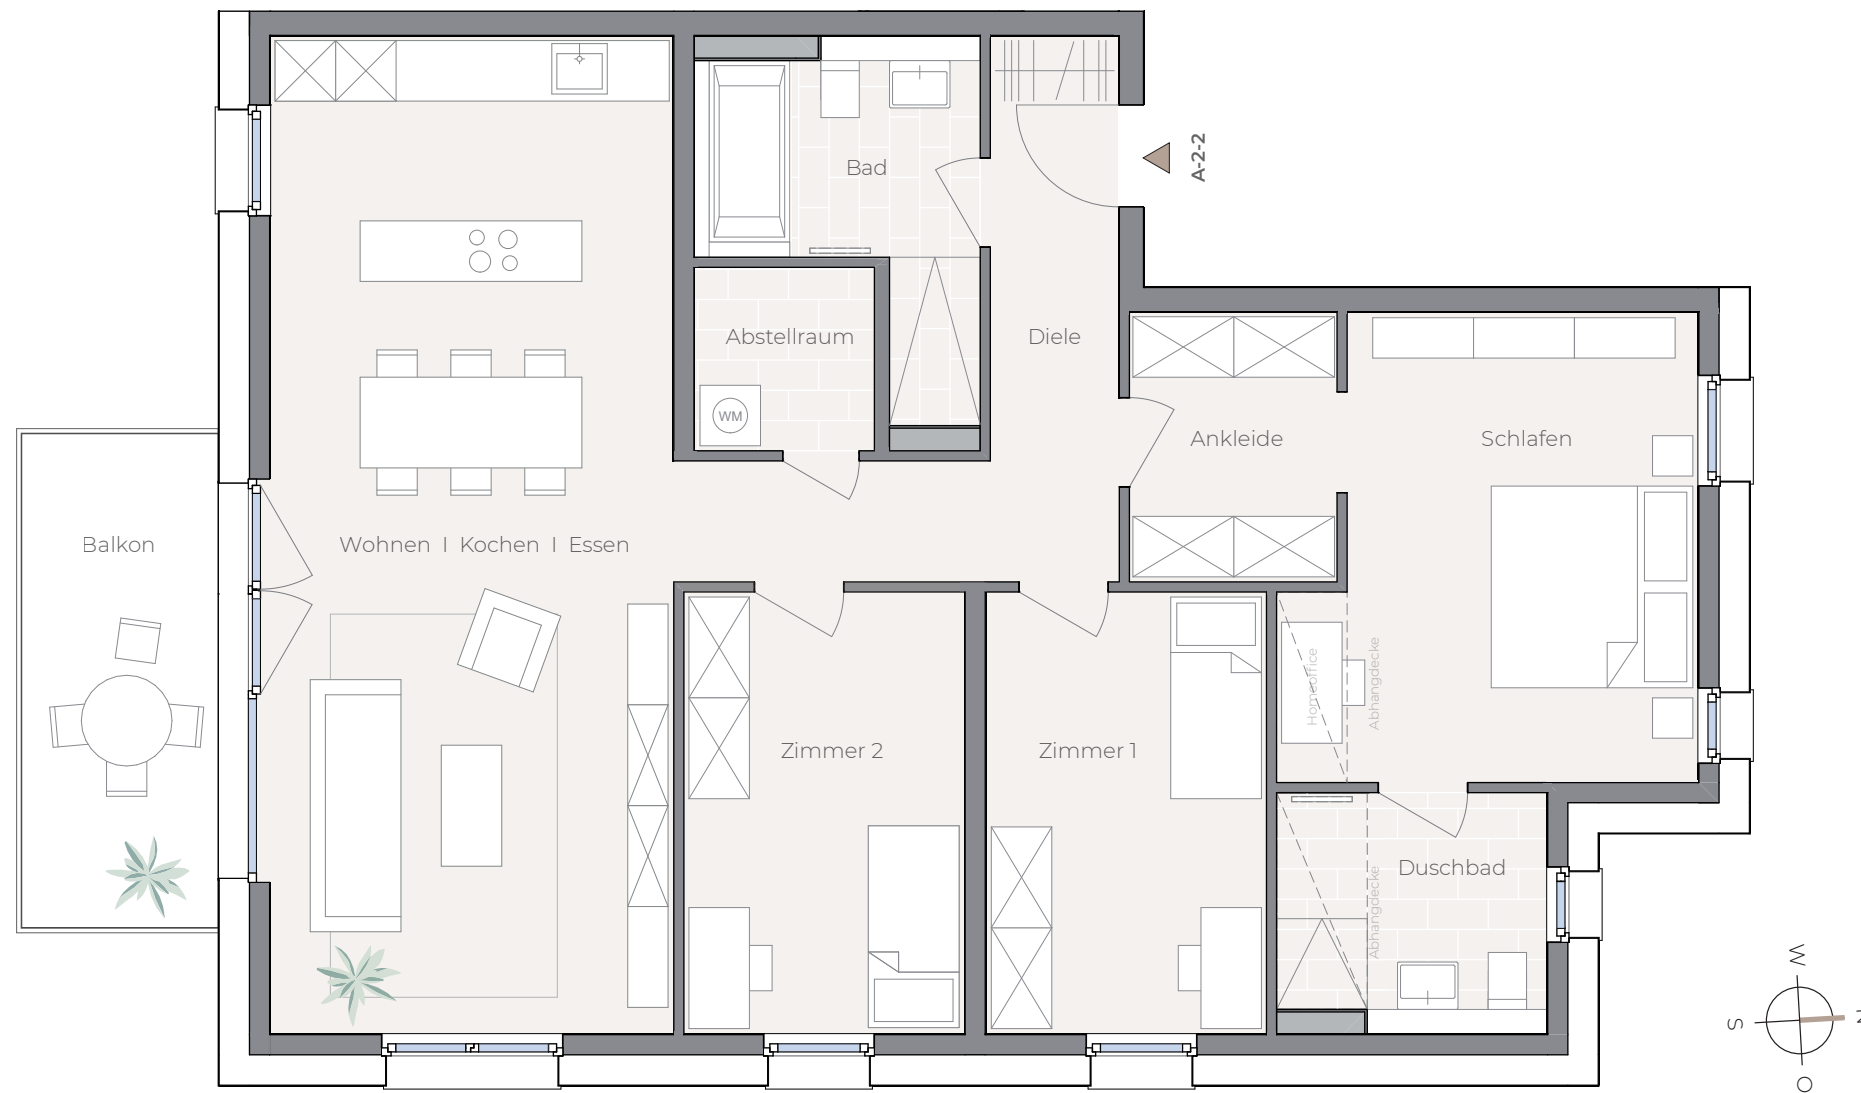 A-2-2
Bad
Abstellraum
Diele
WM
Ankleide
Schlafen
Balkon
Wohnen I Kochen I Essen
Homeoffice
Abhangdecke
Zimmer 2
Zimmer 1
Duschbad
Abhangdecke
W
S
N
O